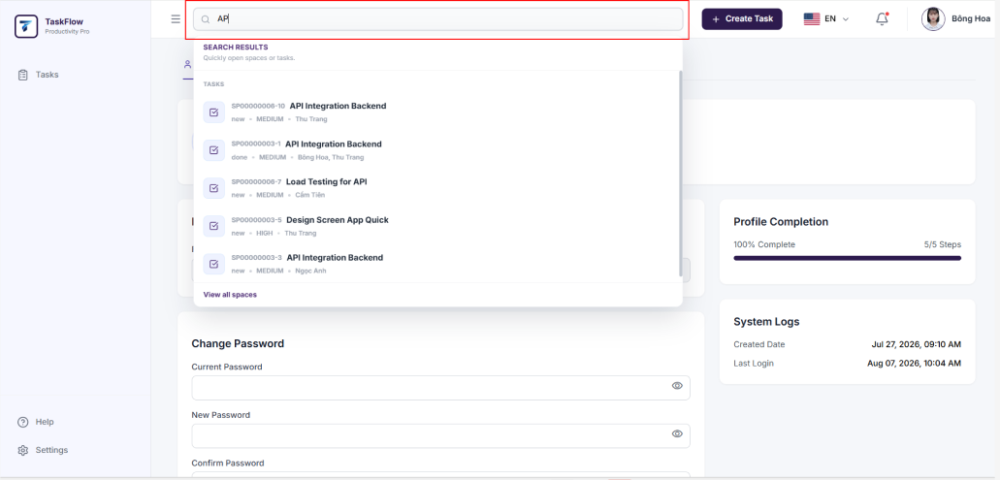 TaskFlow
Productivity Pro
Tasks
Help
Settings
AP
+ Create Task
EN
Bông Hoa
SEARCH RESULTS
Quickly open spaces or tasks.
TASKS
SP00000006-10 API Integration Backend
new • MEDIUM • Thu Trang
SP00000003-1 API Integration Backend
done • MEDIUM • Bông Hoa, Thu Trang
SP00000006-7 Load Testing for API
new • MEDIUM • Cẩm Tiên
SP00000003-5 Design Screen App Quick
new • HIGH • Thu Trang
SP00000003-3 API Integration Backend
new • MEDIUM • Ngọc Anh
View all spaces
Change Password
Current Password
New Password
Confirm Password
Profile Completion
100% Complete 5/5 Steps
System Logs
Created Date Jul 27, 2026, 09:10 AM
Last Login Aug 07, 2026, 10:04 AM